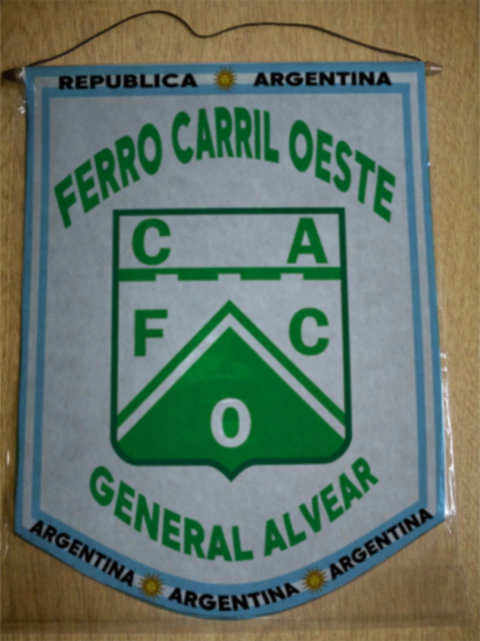 REPUBLICA ARGENTINA
FERRO CARRIL OESTE
C A
F C
O
GENERAL ALVEAR
ARGENTINA ARGENTINA ARGENTINA